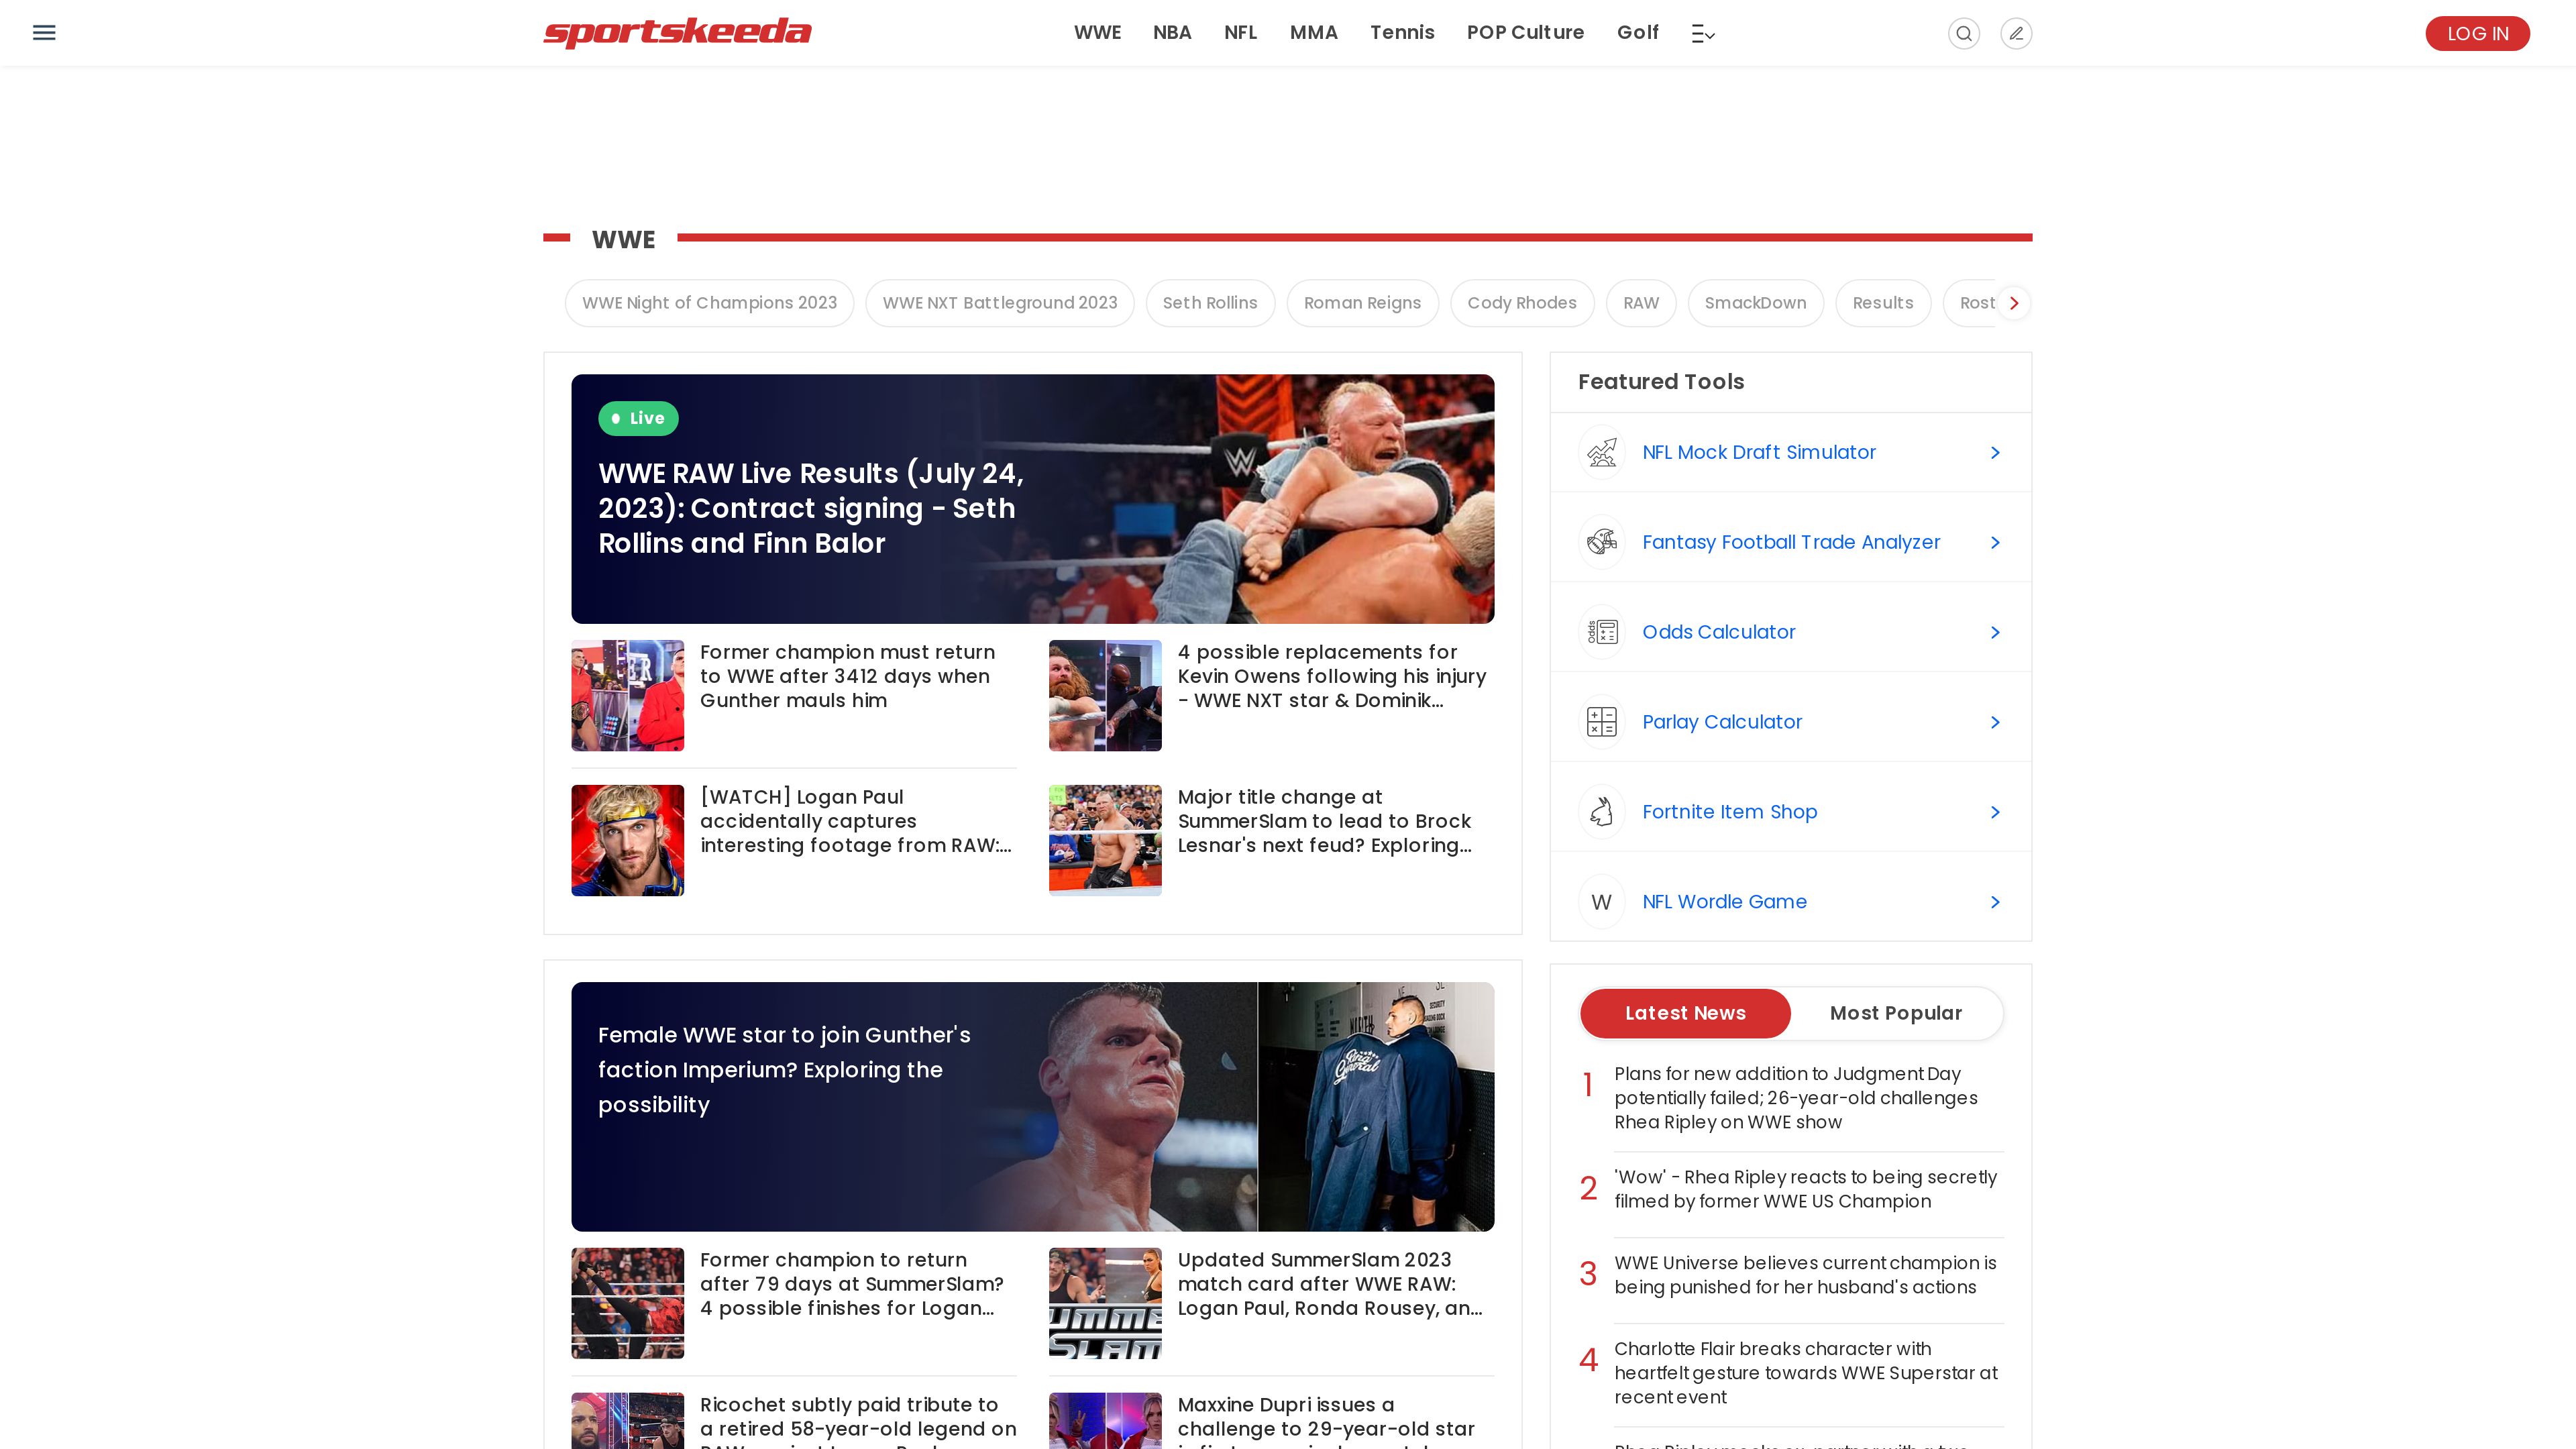 sportskeeda
WWE NBA NFL MMA Tennis POP Culture Golf
LOG IN
WWE
WWE Night of Champions 2023
WWE NXT Battleground 2023
Seth Rollins
Roman Reigns
Cody Rhodes
RAW
SmackDown
Results
Rost
Live
WWE RAW Live Results (July 24,
2023): Contract signing - Seth
Rollins and Finn Balor
Former champion must return
to WWE after 3412 days when
Gunther mauls him
4 possible replacements for
Kevin Owens following his injury
- WWE NXT star & Dominik...
[WATCH] Logan Paul
accidentally captures
interesting footage from RAW:...
Major title change at
SummerSlam to lead to Brock
Lesnar's next feud? Exploring...
Featured Tools
NFL Mock Draft Simulator
Fantasy Football Trade Analyzer
Odds
Odds Calculator
Parlay Calculator
Fortnite Item Shop
W
NFL Wordle Game
Female WWE star to join Gunther's
faction Imperium? Exploring the
possibility
Ring
General
Former champion to return
after 79 days at SummerSlam?
4 possible finishes for Logan...
Updated SummerSlam 2023
match card after WWE RAW:
Logan Paul, Ronda Rousey, an...
Ricochet subtly paid tribute to
a retired 58-year-old legend on
Maxxine Dupri issues a
challenge to 29-year-old star
Latest News
Most Popular
1
Plans for new addition to Judgment Day
potentially failed; 26-year-old challenges
Rhea Ripley on WWE show
2
'Wow' - Rhea Ripley reacts to being secretly
filmed by former WWE US Champion
3
WWE Universe believes current champion is
being punished for her husband's actions
4
Charlotte Flair breaks character with
heartfelt gesture towards WWE Superstar at
recent event